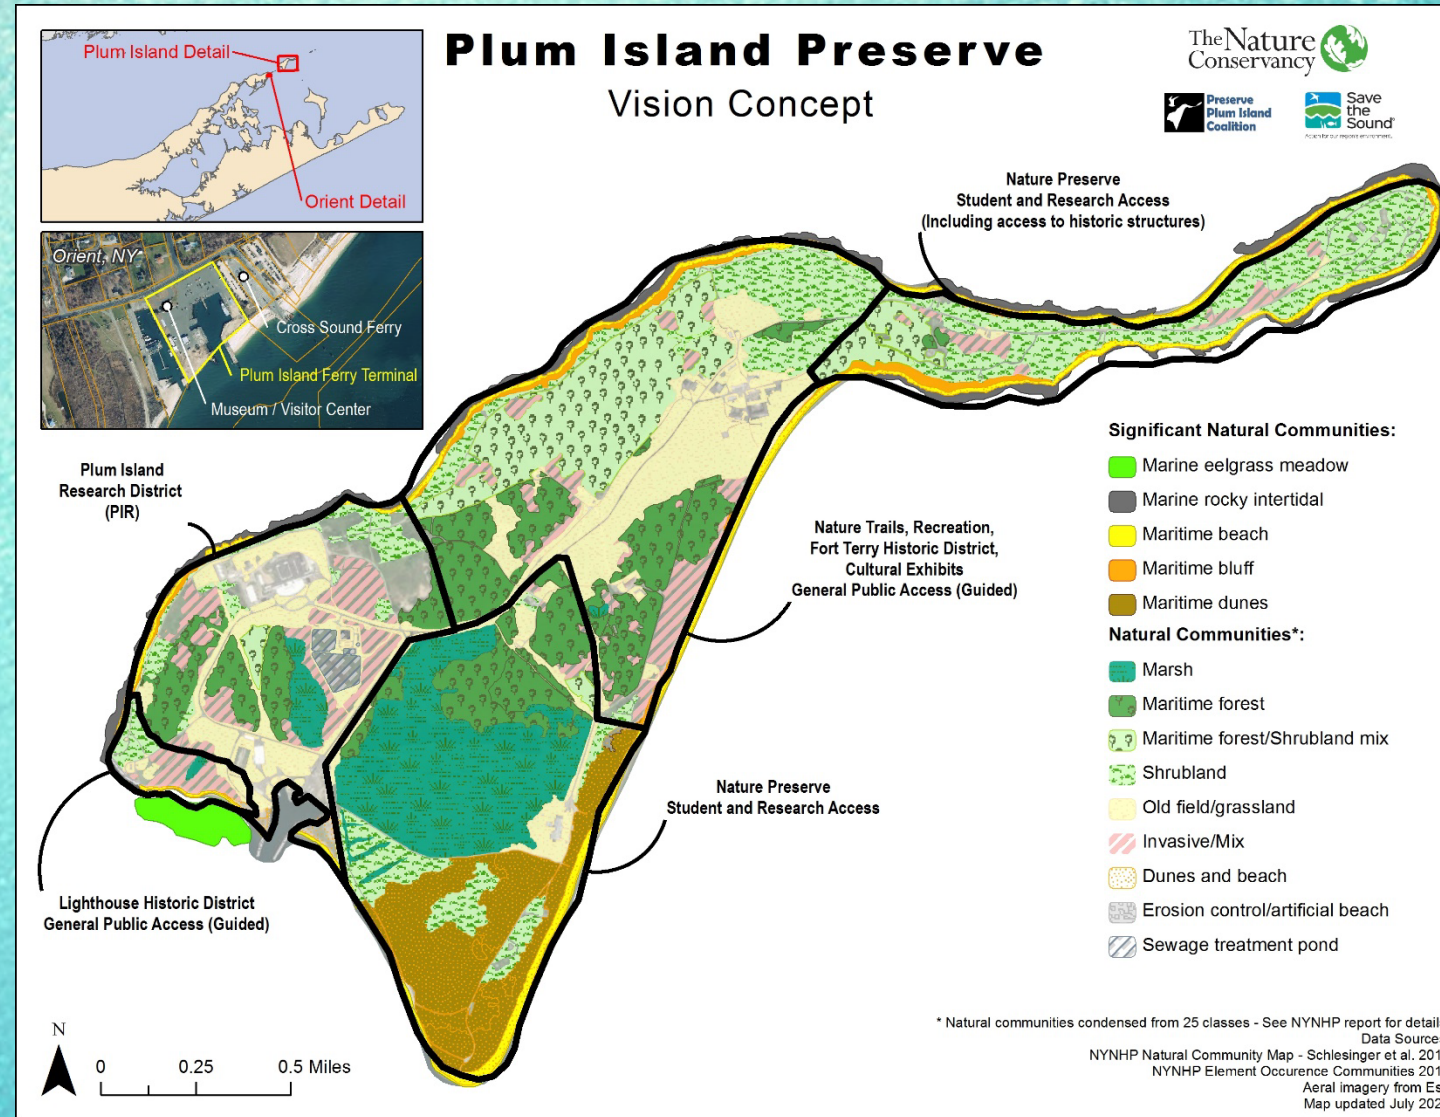 Plum Island Preserve
Vision Concept
The Nature
Conservancy
Preserve
Plum Island
Coalition
Save
the
Sound
Plum Island Detail
Orient Detail
Orient, NY
Cross Sound Ferry
Plum Island Ferry Terminal
Museum / Visitor Center
Nature Preserve
Student and Research Access
(Including access to historic structures)
Plum Island
Research District
(PIR)
Nature Trails, Recreation,
Fort Terry Historic District,
Cultural Exhibits
General Public Access (Guided)
Nature Preserve
Student and Research Access
Lighthouse Historic District
General Public Access (Guided)
Significant Natural Communities:
Marine eelgrass meadow
Marine rocky intertidal
Maritime beach
Maritime bluff
Maritime dunes
Natural Communities*:
Marsh
Maritime forest
Maritime forest/Shrubland mix
Shrubland
Old field/grassland
Invasive/Mix
Dunes and beach
Erosion control/artificial beach
Sewage treatment pond
N
0 0.25 0.5 Miles
* Natural communities condensed from 25 classes - See NYNHP report for detail
Data Source
NYNHP Natural Community Map - Schlesinger et al. 201
NYNHP Element Occurence Communities 201
Aeral imagery from Es
Map updated July 202